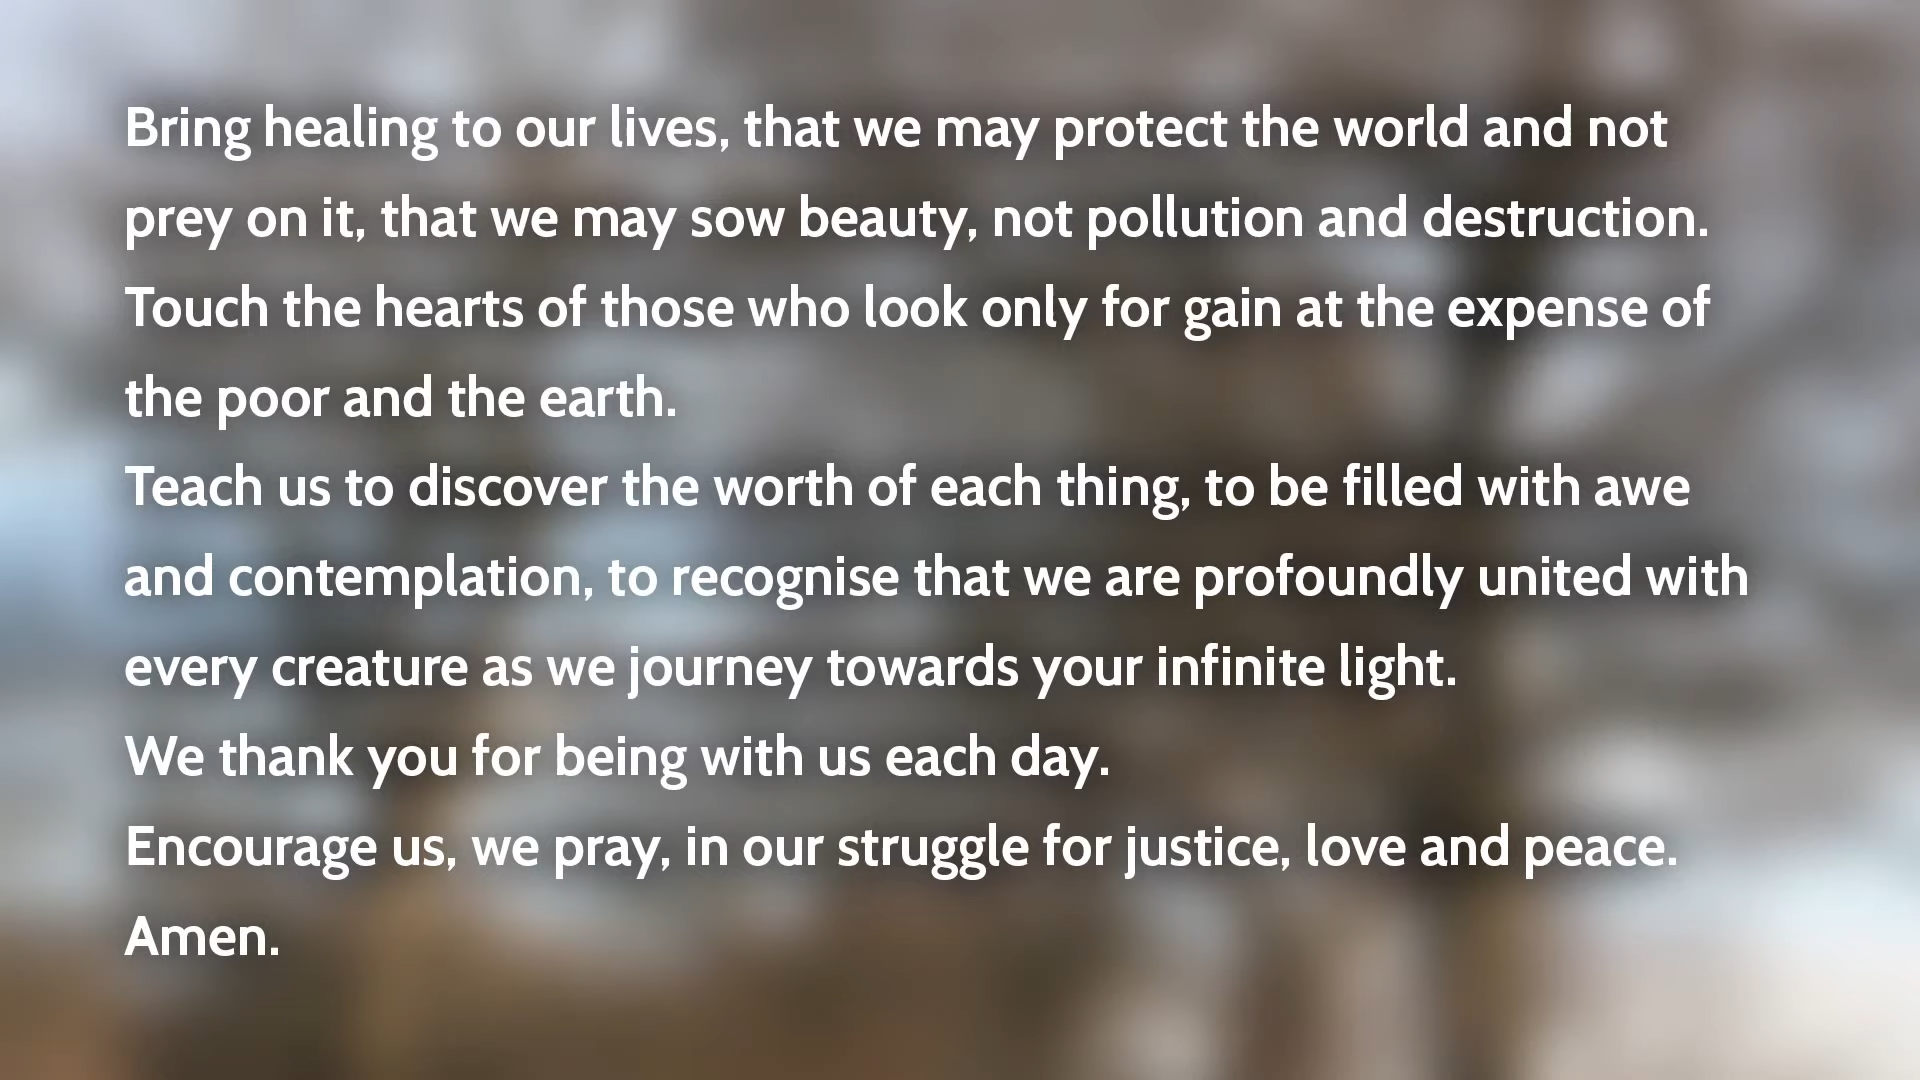 Bring healing to our lives, that we may protect the world and not
prey on it, that we may sow beauty, not pollution and destruction.
Touch the hearts of those who look only for gain at the expense of
the poor and the earth.
Teach us to discover the worth of each thing, to be filled with awe
and contemplation, to recognise that we are profoundly united with
every creature as we journey towards your infinite light.
We thank you for being with us each day.
Encourage us, we pray, in our struggle for justice, love and peace.
Amen.